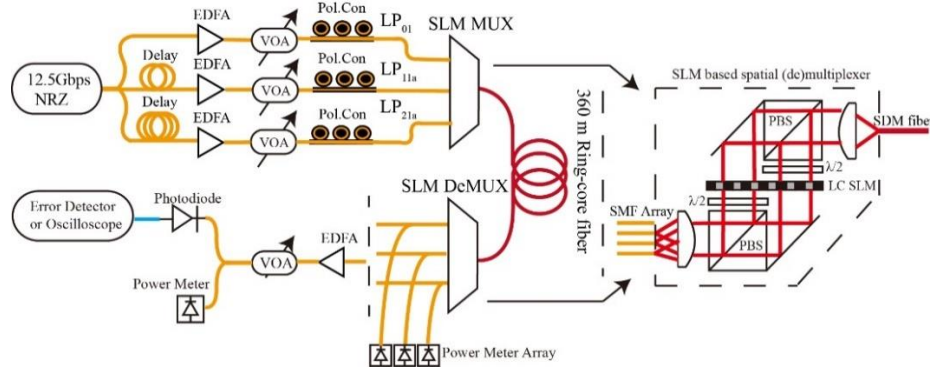 EDFA
Pol.Con
LP01
SLM MUX
VOA
12.5Gbps
NRZ
Delay
EDFA
Pol.Con
LP11a
VOA
Delay
EDFA
Pol.Con
LP21a
VOA
360 m Ring-core fiber
SLM based spatial (de)multiplexer
PBS
SDM fiber
λ/2
LC SLM
λ/2
SMF Array
PBS
SLM DeMUX
Error Detector
or Oscilloscope
Photodiode
EDFA
VOA
Power Meter
Power Meter Array